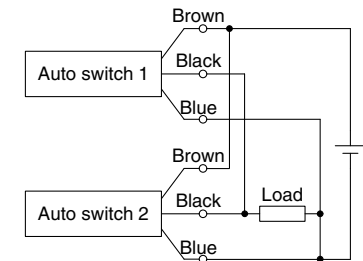 Brown
Auto switch 1
Black
Blue
Brown
Auto switch 2
Black
Load
Blue